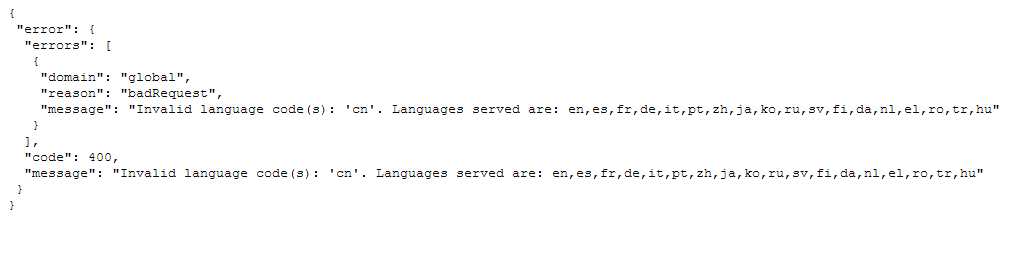 {
"error": {
"errors": [
{
"domain": "global",
"reason": "badRequest",
"message": "Invalid language code(s): 'cn'. Languages served are: en,es,fr,de,it,pt,zh,ja,ko,ru,sv,fi,da,nl,el,ro,tr,hu"
}
],
"code": 400,
"message": "Invalid language code(s): 'cn'. Languages served are: en,es,fr,de,it,pt,zh,ja,ko,ru,sv,fi,da,nl,el,ro,tr,hu"
}
}